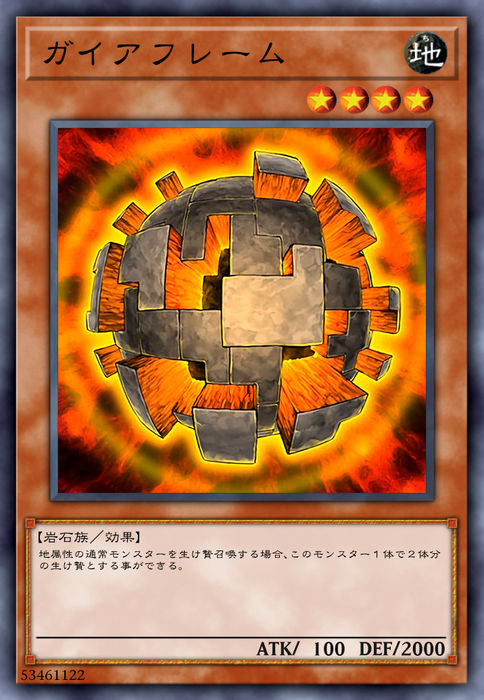 ガイアフレーム
ち
地
【岩石族／効果】
地属性の通常モンスターを生け贄召喚する場合、このモンスター１体で２体分
の生け贄とする事ができる。
ATK/ 100 DEF/2000
53461122